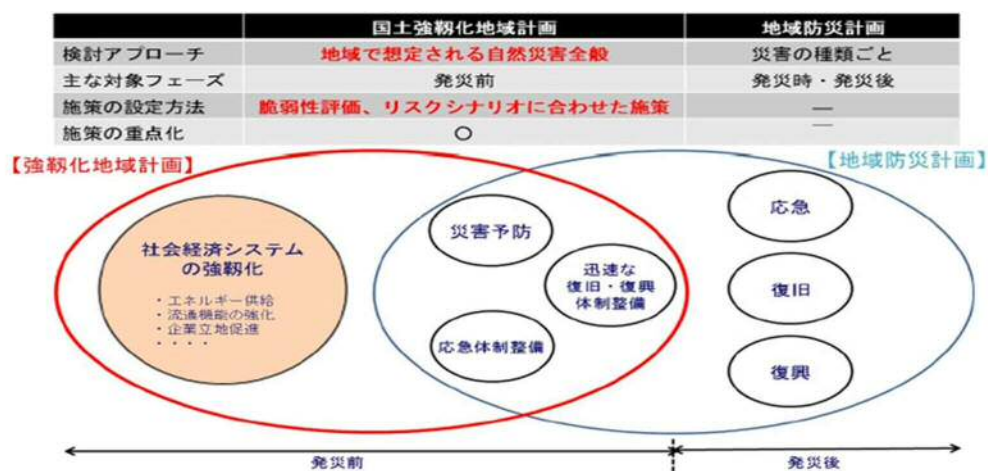 国土強靱化地域計画 地域防災計画
検討アプローチ 地域で想定される自然災害全般 災害の種類ごと
主な対象フェーズ 発災前 発災時・発災後
施策の設定方法 脆弱性評価、リスクシナリオに合わせた施策 ―
施策の重点化 ○ ―
【強靱化地域計画】
【地域防災計画】
社会経済システム
の強靱化
・エネルギー供給
・流通機能の強化
・企業立地促進
・・・・
災害予防
迅速な
復旧・復興
体制整備
応急体制整備
応急
復旧
復興
発災前
発災後